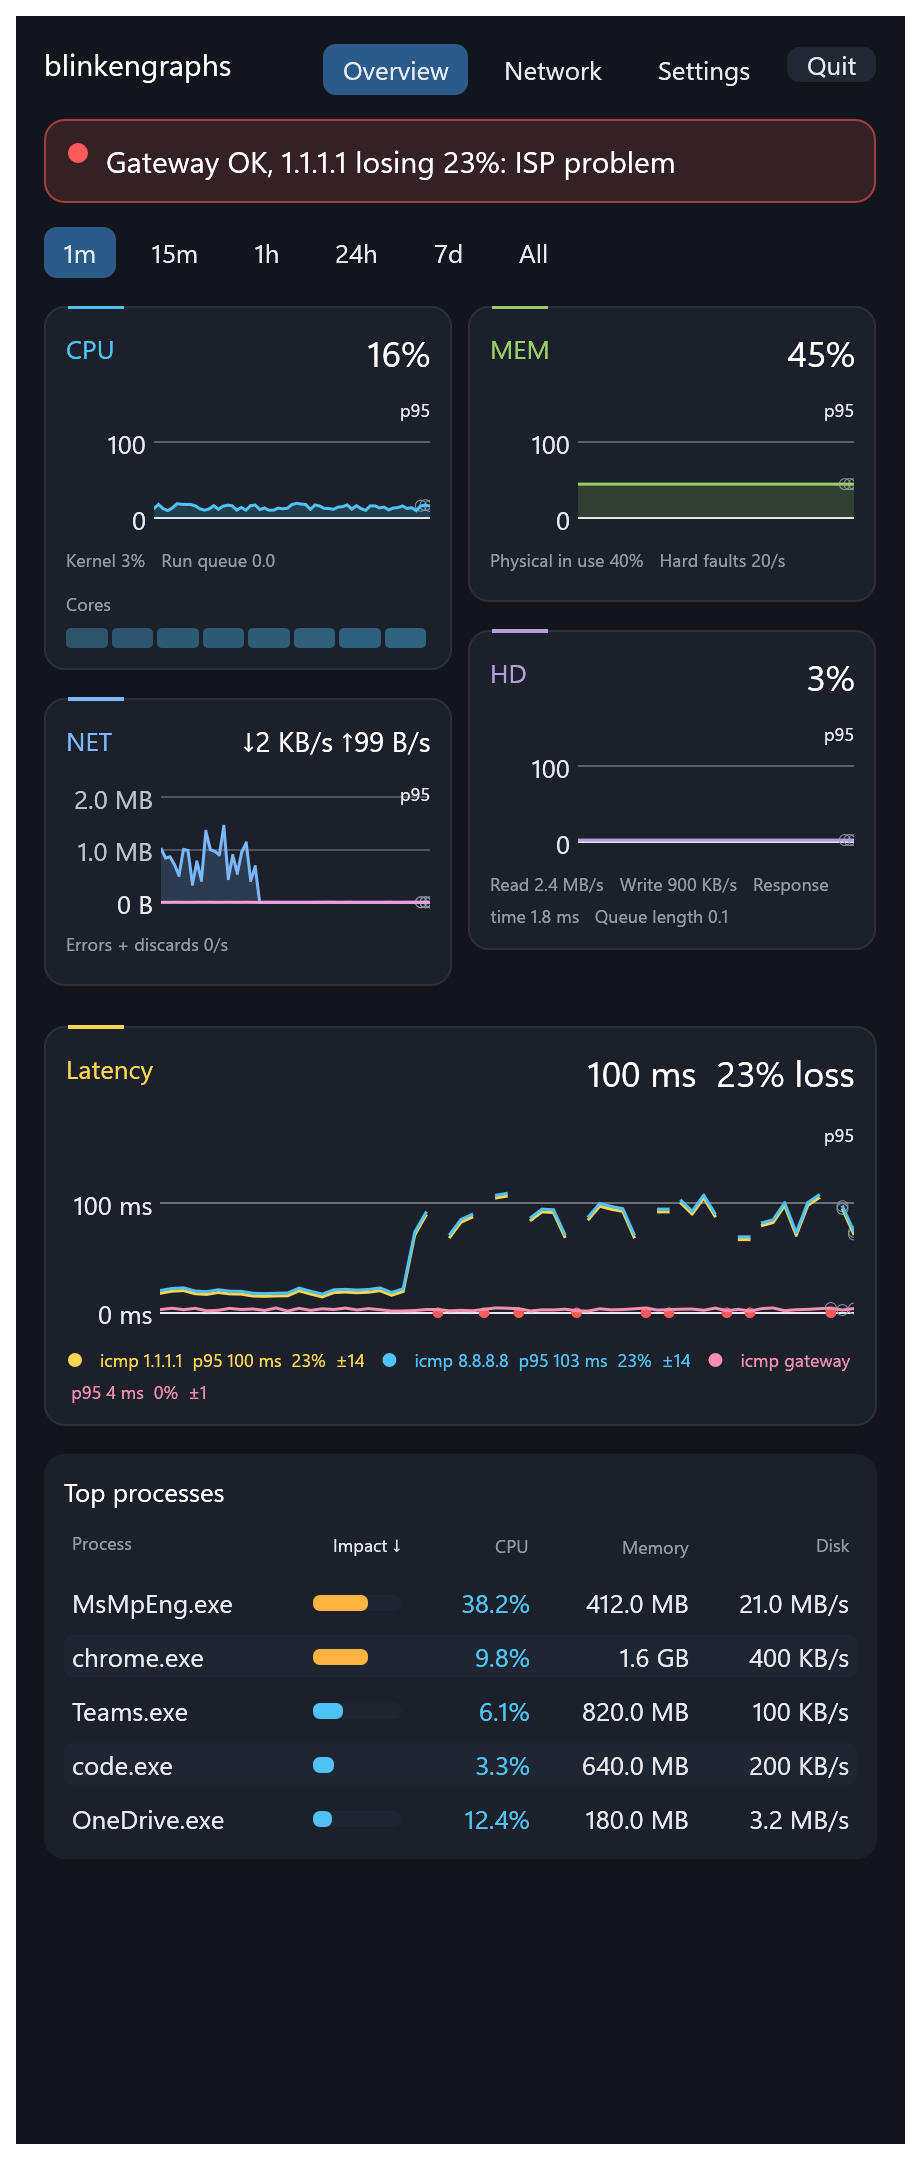 blinkengraphs Overview Network Settings Quit
Gateway OK, 1.1.1.1 losing 23%: ISP problem
1m 15m 1h 24h 7d All
CPU 16%
p95
100
0
Kernel 3% Run queue 0.0
Cores
MEM 45%
p95
100
0
Physical in use 40% Hard faults 20/s
NET ↓2 KB/s ↑99 B/s
p95
2.0 MB
1.0 MB
0 B
Errors + discards 0/s
HD 3%
p95
100
0
Read 2.4 MB/s Write 900 KB/s Response
time 1.8 ms Queue length 0.1
Latency 100 ms 23% loss
p95
100 ms
0 ms
icmp 1.1.1.1 p95 100 ms 23% ±14 icmp 8.8.8.8 p95 103 ms 23% ±14 icmp gateway
p95 4 ms 0% ±1
Top processes
Process Impact ↓ CPU Memory Disk
MsMpEng.exe 38.2% 412.0 MB 21.0 MB/s
chrome.exe 9.8% 1.6 GB 400 KB/s
Teams.exe 6.1% 820.0 MB 100 KB/s
code.exe 3.3% 640.0 MB 200 KB/s
OneDrive.exe 12.4% 180.0 MB 3.2 MB/s